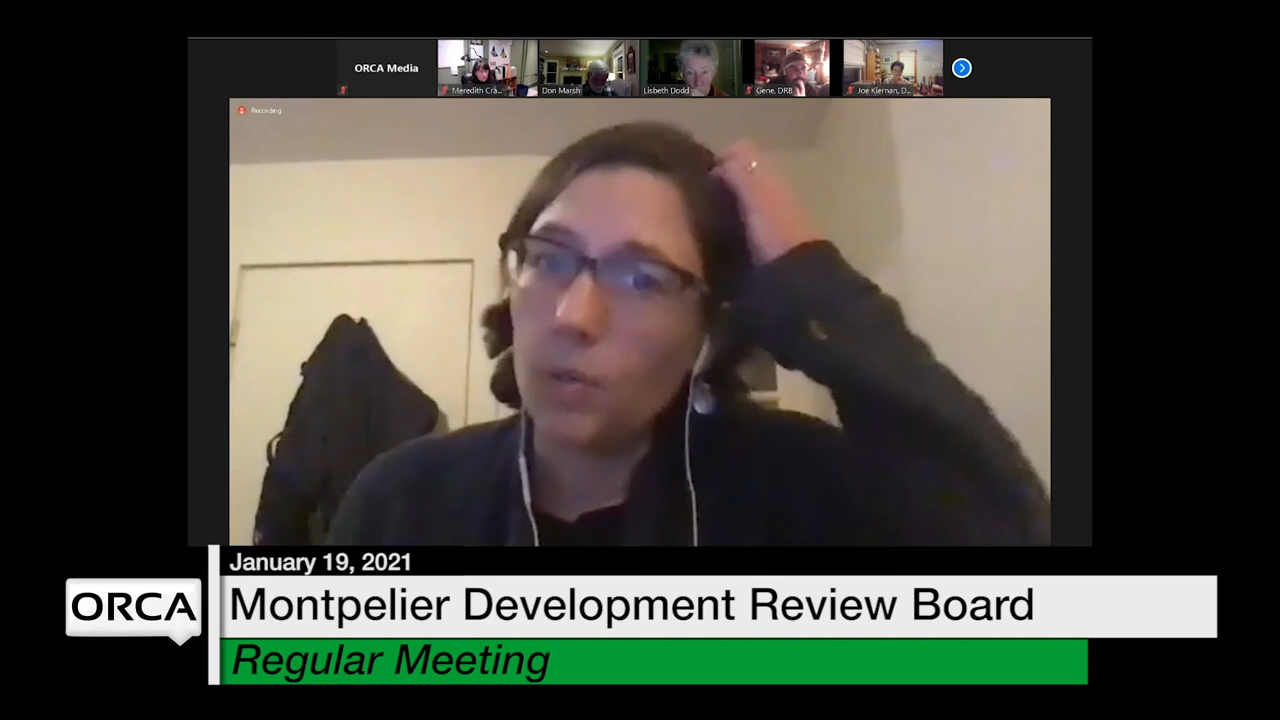 ORCA Media
Meredith Cra...
Don Marsh
Lisbeth Dodd
Gene, DRB
Joe Kiernan, D...
Recording
January 19, 2021
ORCA
Montpelier Development Review Board
Regular Meeting